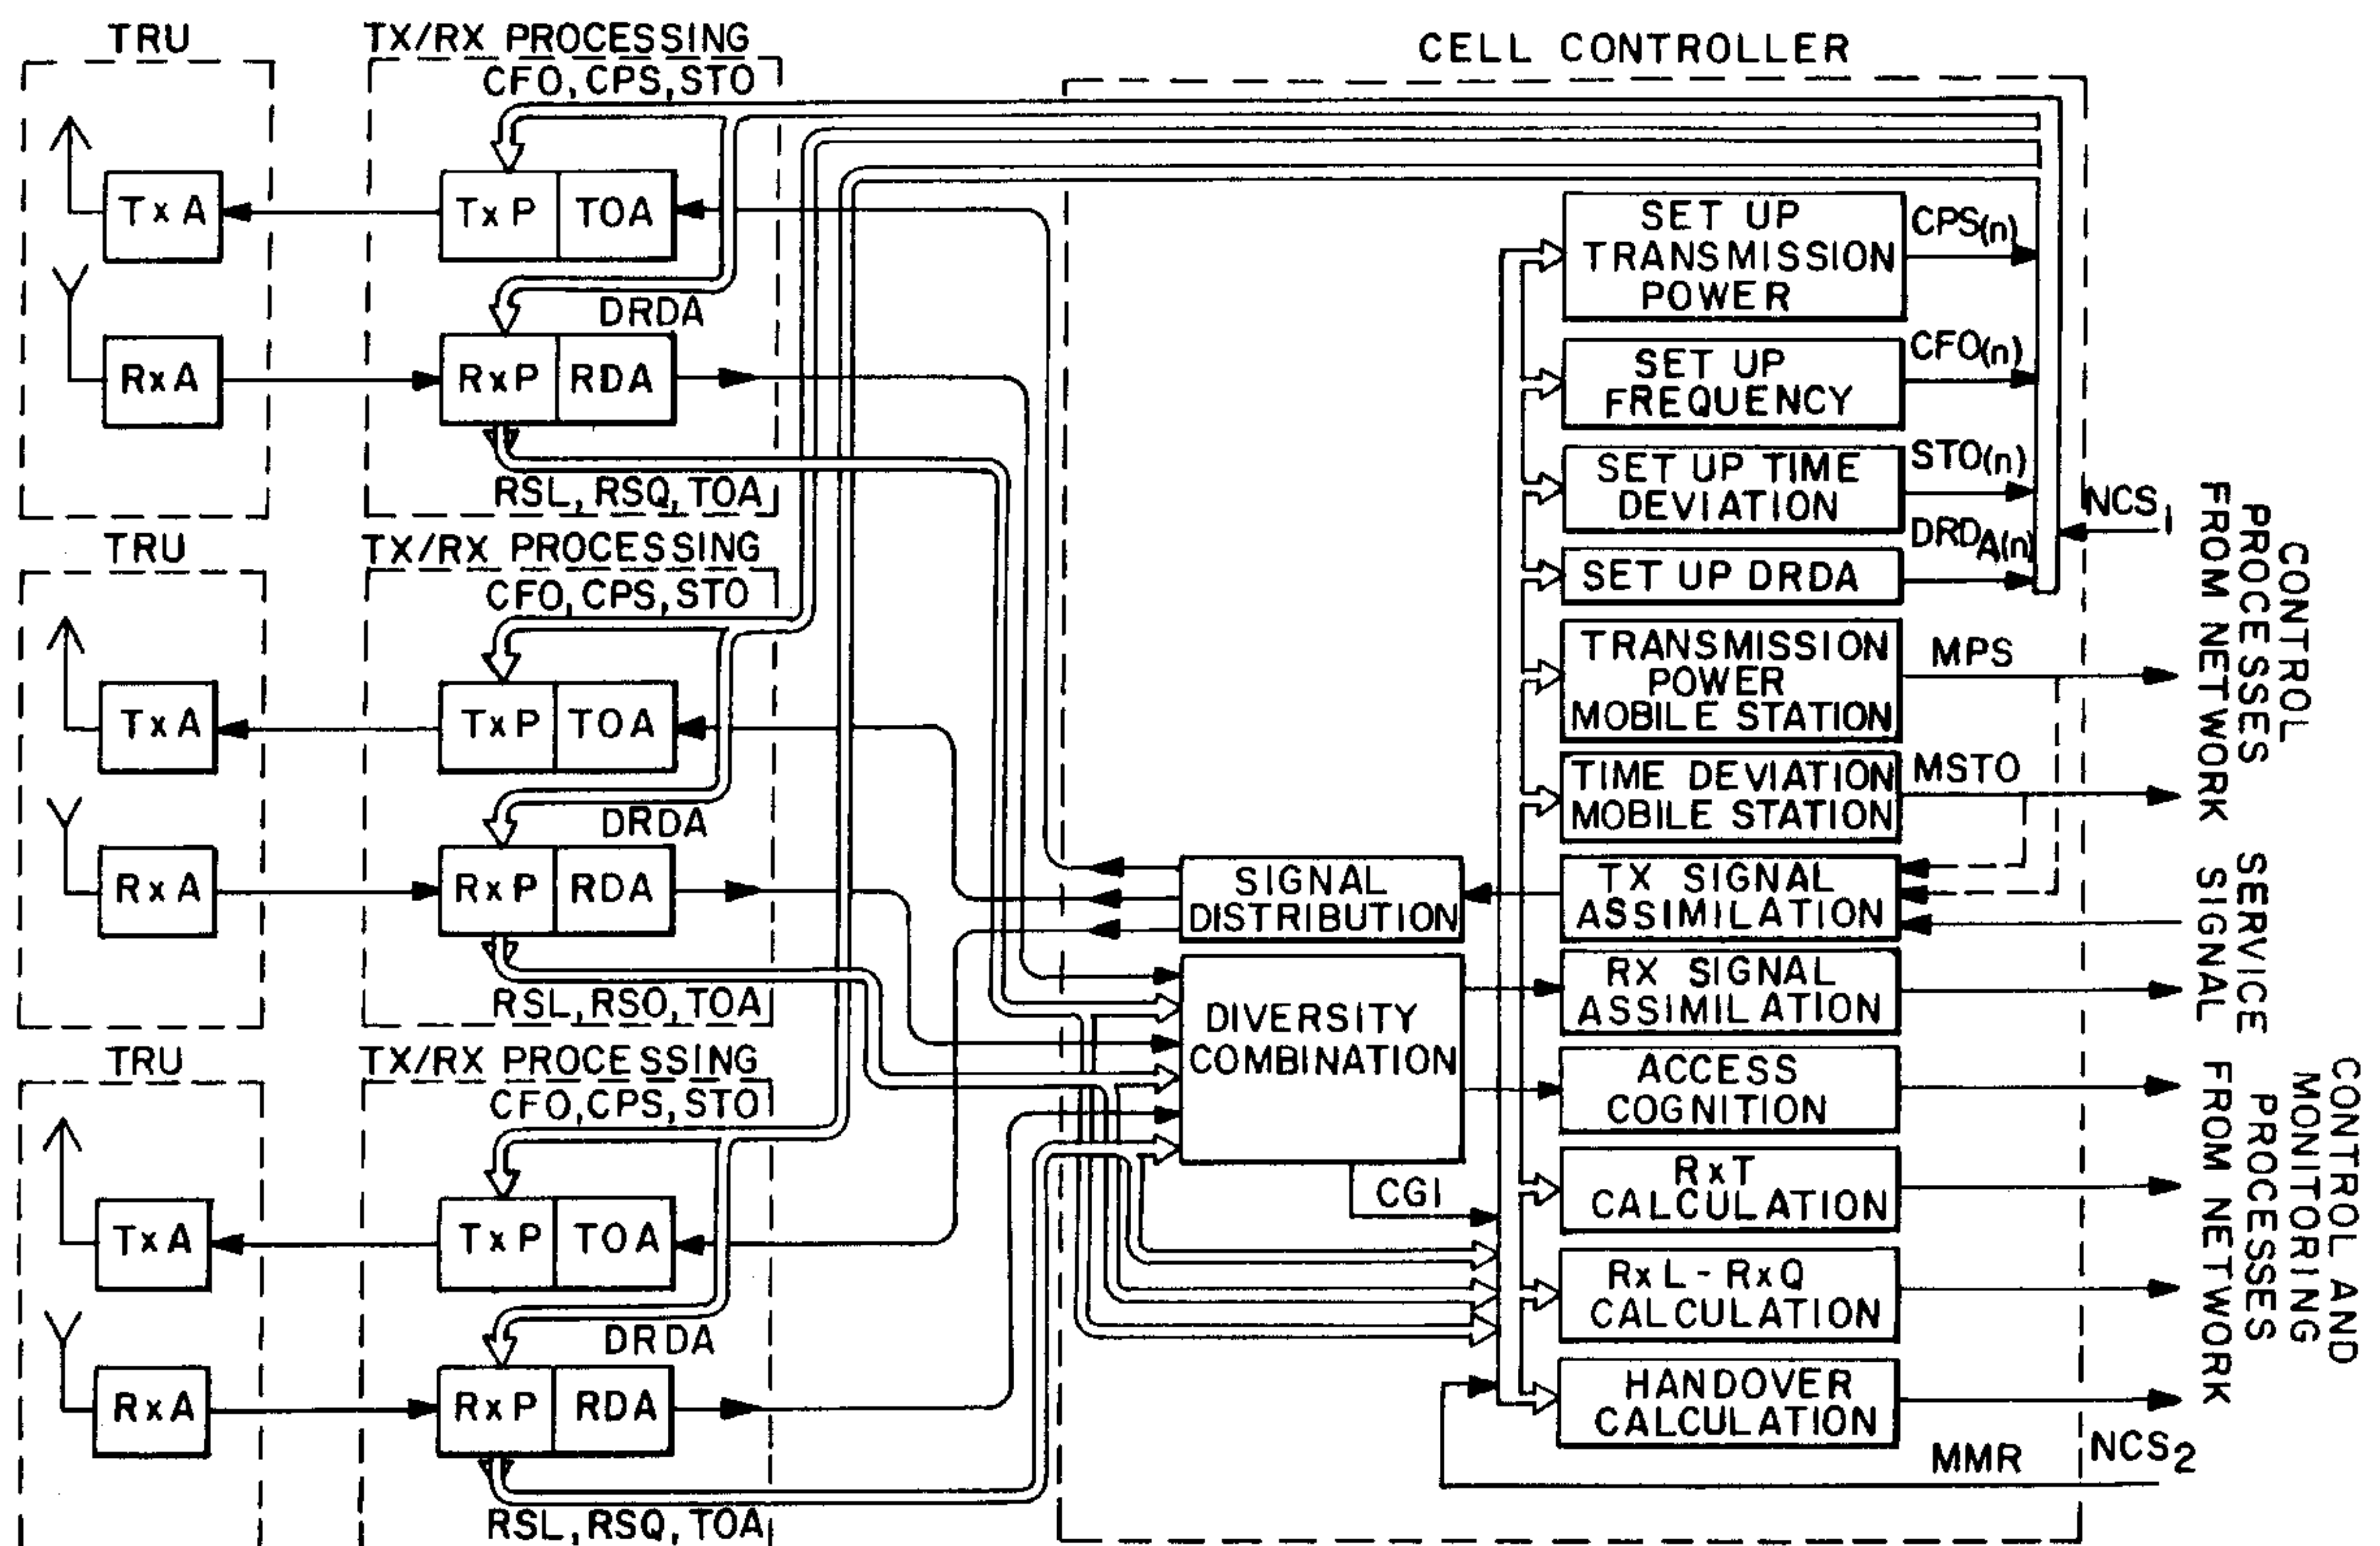 TRU
TX/RX PROCESSING
CFO, CPS, STO
TxA
TxP
TOA
DRDA
RxA
RxP
RDA
RSL, RSQ, TOA
TRU
TX/RX PROCESSING
CFO, CPS, STO
TxA
TxP
TOA
DRDA
RxA
RxP
RDA
RSL, RSO, TOA
TRU
TX/RX PROCESSING
CFO, CPS, STO
TxA
TxP
TOA
DRDA
RxA
RxP
RDA
RSL, RSQ, TOA
CELL CONTROLLER
SIGNAL
DISTRIBUTION
DIVERSITY
COMBINATION
CGI
SET UP
TRANSMISSION
POWER
CPS(n)
SET UP
FREQUENCY
CFO(n)
SET UP TIME
DEVIATION
STO(n)
SET UP DRDA
DRDA(n)
NCS1
TRANSMISSION
POWER
MOBILE STATION
MPS
TIME DEVIATION
MOBILE STATION
MSTO
TX SIGNAL
ASSIMILATION
RX SIGNAL
ASSIMILATION
ACCESS
COGNITION
RxT
CALCULATION
RxL-RxQ
CALCULATION
HANDOVER
CALCULATION
MMR
NCS2
CONTROL
PROCESSES
FROM NETWORK
SERVICE
SIGNAL
CONTROL AND
MONITORING
PROCESSES
FROM NETWORK